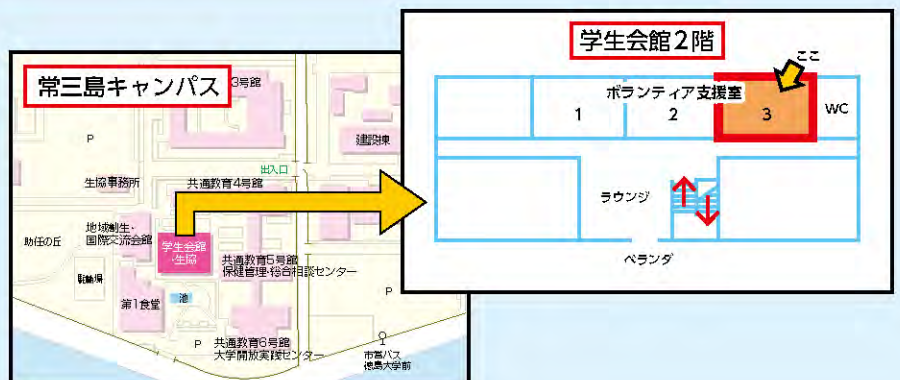 常三島キャンパス
3号館
P
建設棟
出入口
生協事務所
共通教育4号館
地域創生・
国際交流会館
助任の丘
学生会館
・生協
共通教育5号館
保健管理・総合相談センター
駐輪場
池
第1食堂
P
P
共通教育6号館
大学開放実践センター
市営バス
徳島大学前
学生会館2階
ここ
ボランティア支援室
1
2
3
WC
ラウンジ
ベランダ